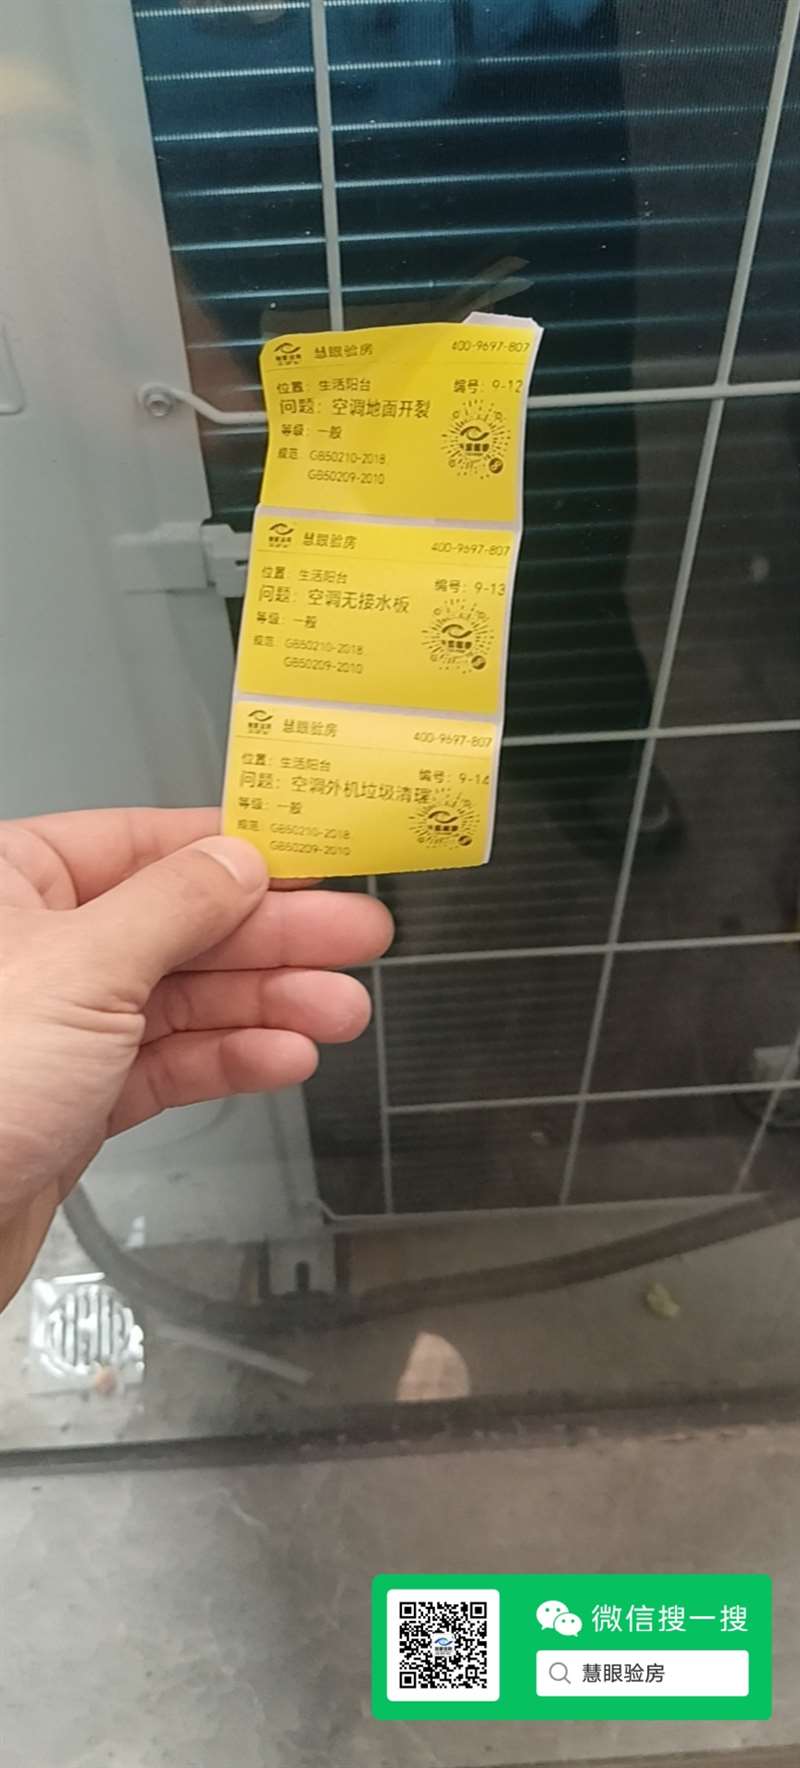 慧眼验房 400-9697-807
位置：生活阳台 编号：9-12
问题：空调地面开裂
等级：一般
规范 GB50210-2018
GB50209-2010
慧眼验房 400-9697-807
位置：生活阳台 编号：9-13
问题：空调无接水板
等级：一般
规范 GB50210-2018
GB50209-2010
慧眼验房 400-9697-807
位置：生活阳台 编号：9-14
问题：空调外机垃圾清理
等级：一般
规范 GB50210-2018
GB50209-2010
微信搜一搜
慧眼验房